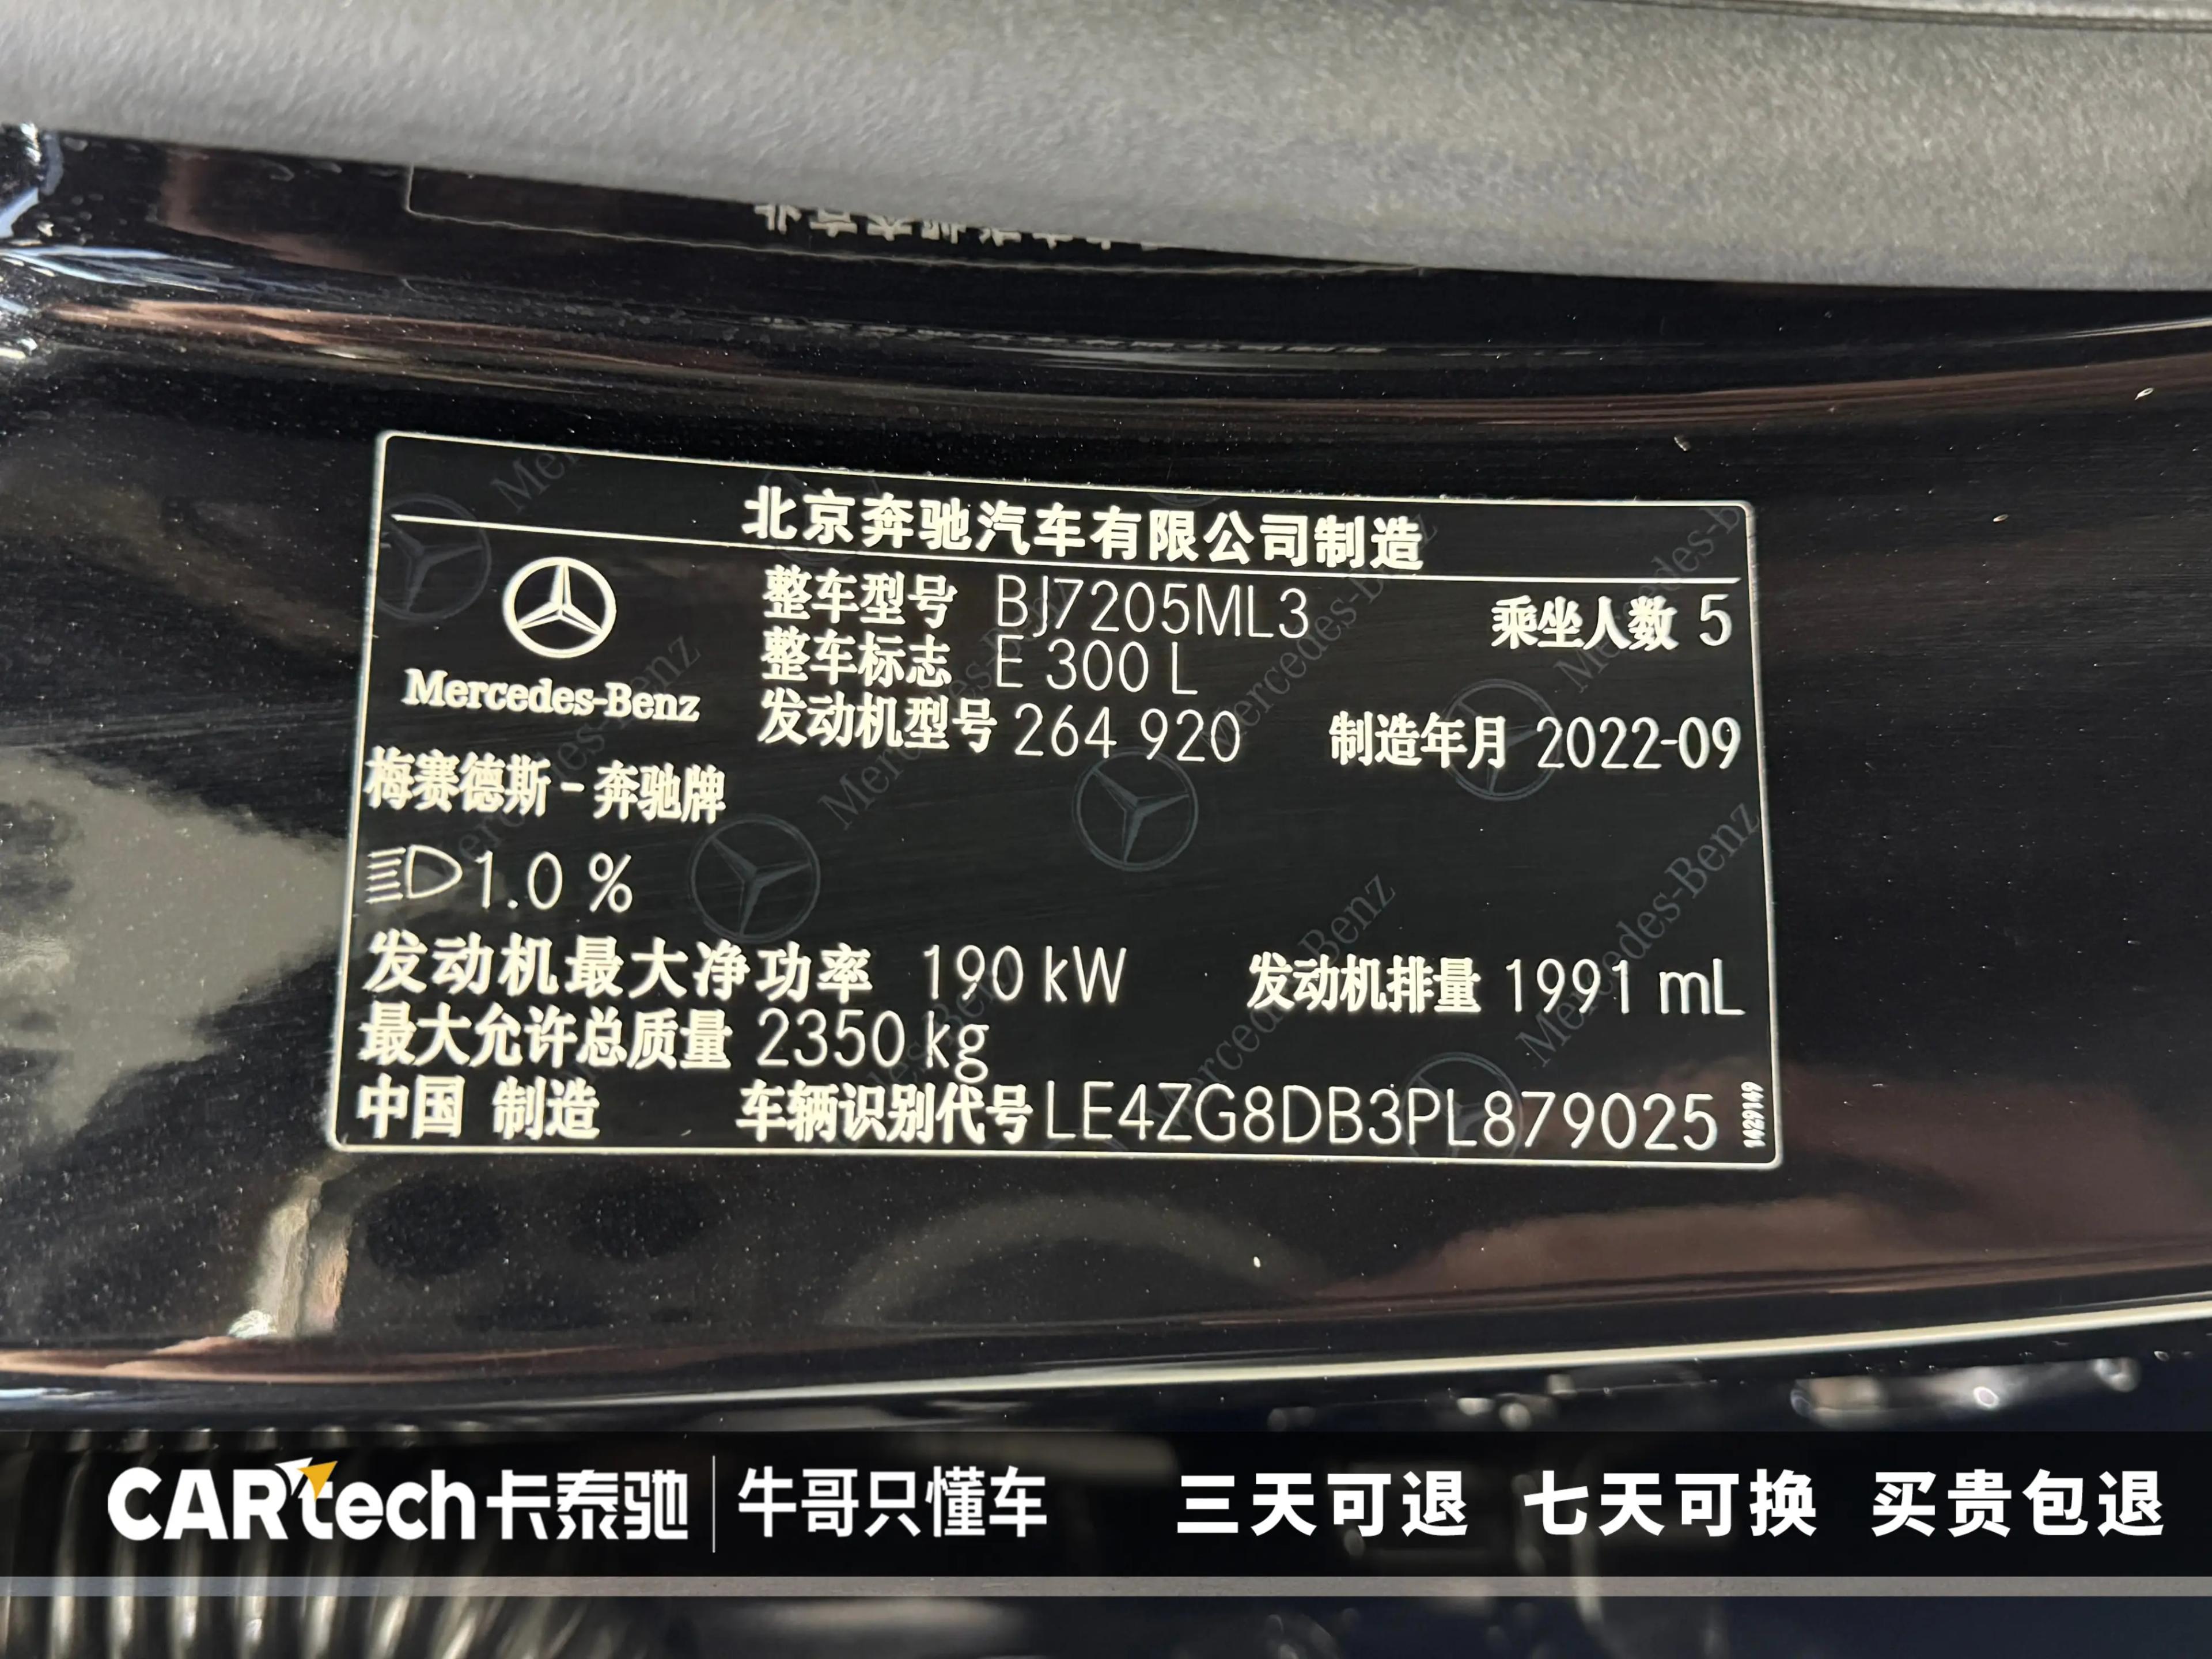 北京奔驰汽车有限公司制造
整车型号 BJ7205ML3 乘坐人数 5
整车标志 E 300 L
发动机型号 264 920 制造年月 2022-09
Mercedes-Benz
梅赛德斯-奔驰牌
1.0 %
发动机最大净功率 190 kW 发动机排量 1991 mL
最大允许总质量 2350 kg
中国 制造 车辆识别代号 LE4ZG8DB3PL879025
1629149
CARtech卡泰驰 牛哥只懂车 三天可退 七天可换 买贵包退